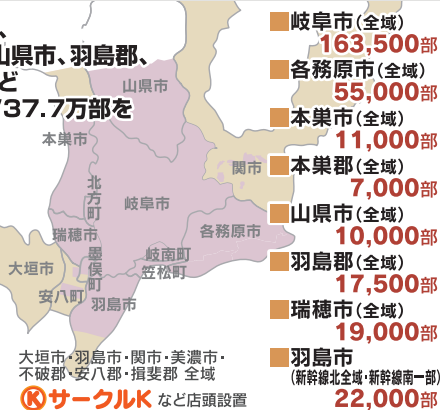 、
山県市、羽島郡、
ど
/37.7万部を
山県市
本巣市
関市
北方町
岐阜市
瑞穂市
各務原市
墨俣町
岐南町
笠松町
大垣市
安八町
羽島市
大垣市・羽島市・関市・美濃市・
不破郡・安八郡・揖斐郡 全域
K サークルK など店頭設置
岐阜市(全域)
163,500部
各務原市(全域)
55,000部
本巣市(全域)
11,000部
本巣郡(全域)
7,000部
山県市(全域)
10,000部
羽島郡(全域)
17,500部
瑞穂市(全域)
19,000部
羽島市
(新幹線北全域・新幹線南一部)
22,000部